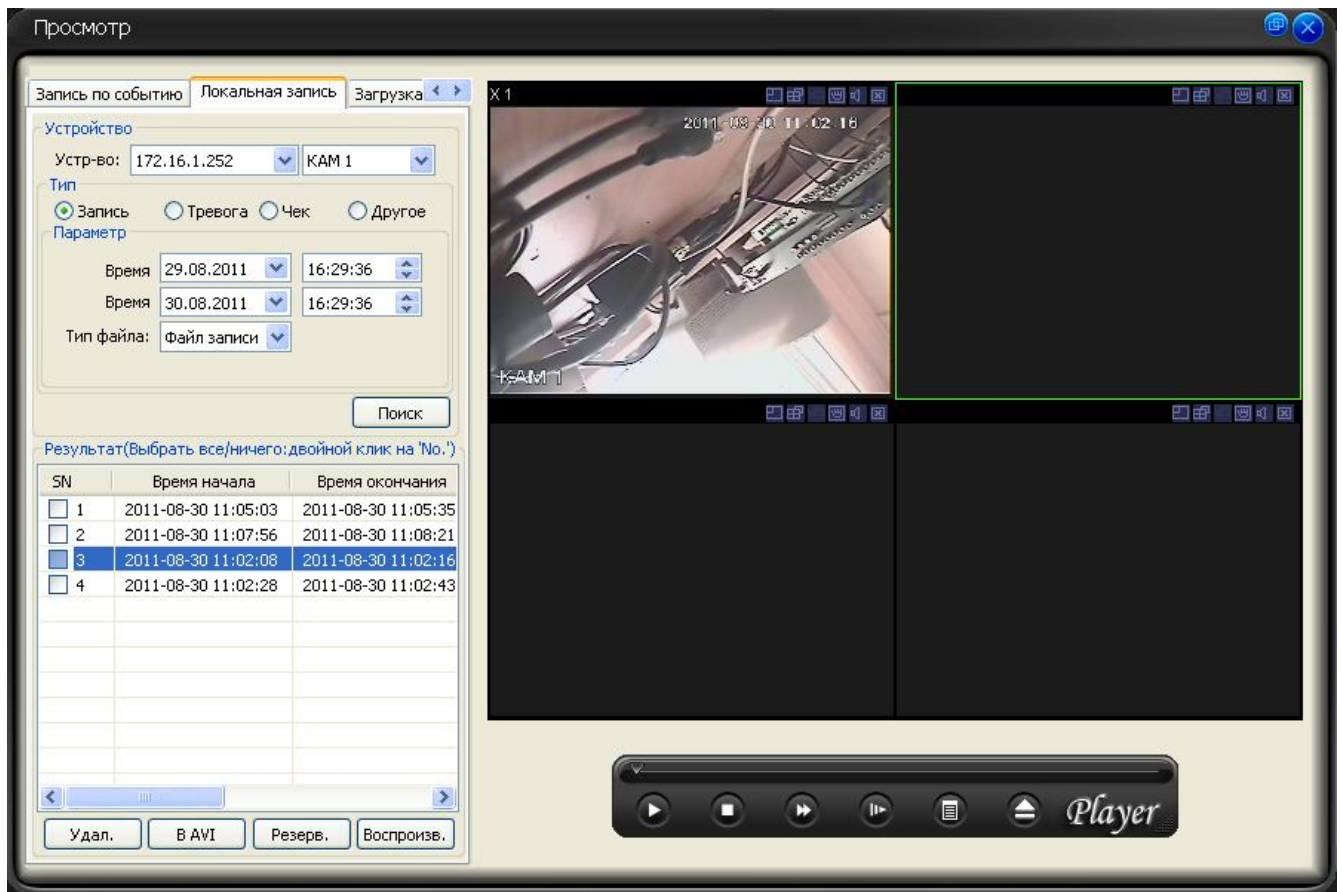 Просмотр
Запись по событию Локальная запись Загрузка
Устройство
Устр-во: 172.16.1.252 КАМ 1
Тип
Запись Тревога Чек Другое
Параметр
Время 29.08.2011 16:29:36
Время 30.08.2011 16:29:36
Тип файла: Файл записи
Поиск
Результат(Выбрать все/ничего:двойной клик на 'No.')
SN Время начала Время окончания
1 2011-08-30 11:05:03 2011-08-30 11:05:35
2 2011-08-30 11:07:56 2011-08-30 11:08:21
3 2011-08-30 11:02:08 2011-08-30 11:02:16
4 2011-08-30 11:02:28 2011-08-30 11:02:43
Удал. В AVI Резерв. Воспроизв.
X 1
2011-08-30 11:02:16
КАМ 1
Player